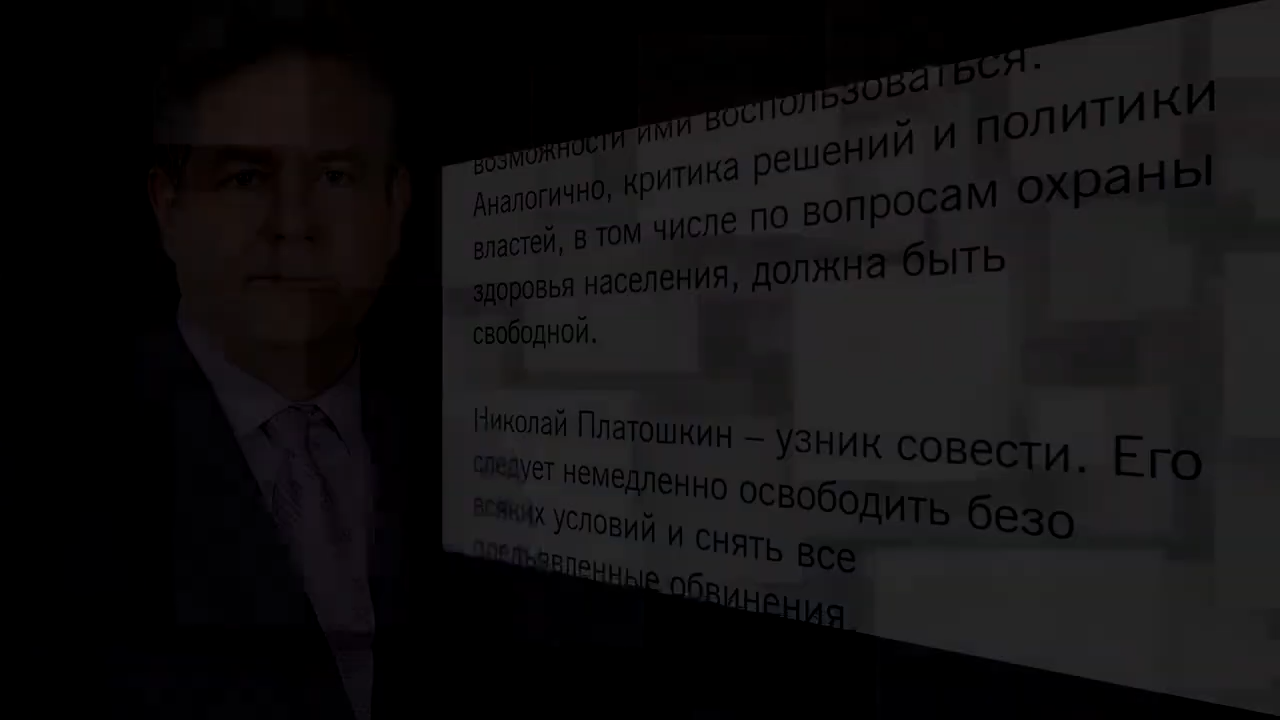 возможности ими воспользоваться.
Аналогично, критика решений и политики
властей, в том числе по вопросам охраны
здоровья населения, должна быть
свободной.
Николай Платошкин – узник совести. Его
следует немедленно освободить безо
всяких условий и снять все
предъявленные обвинения.